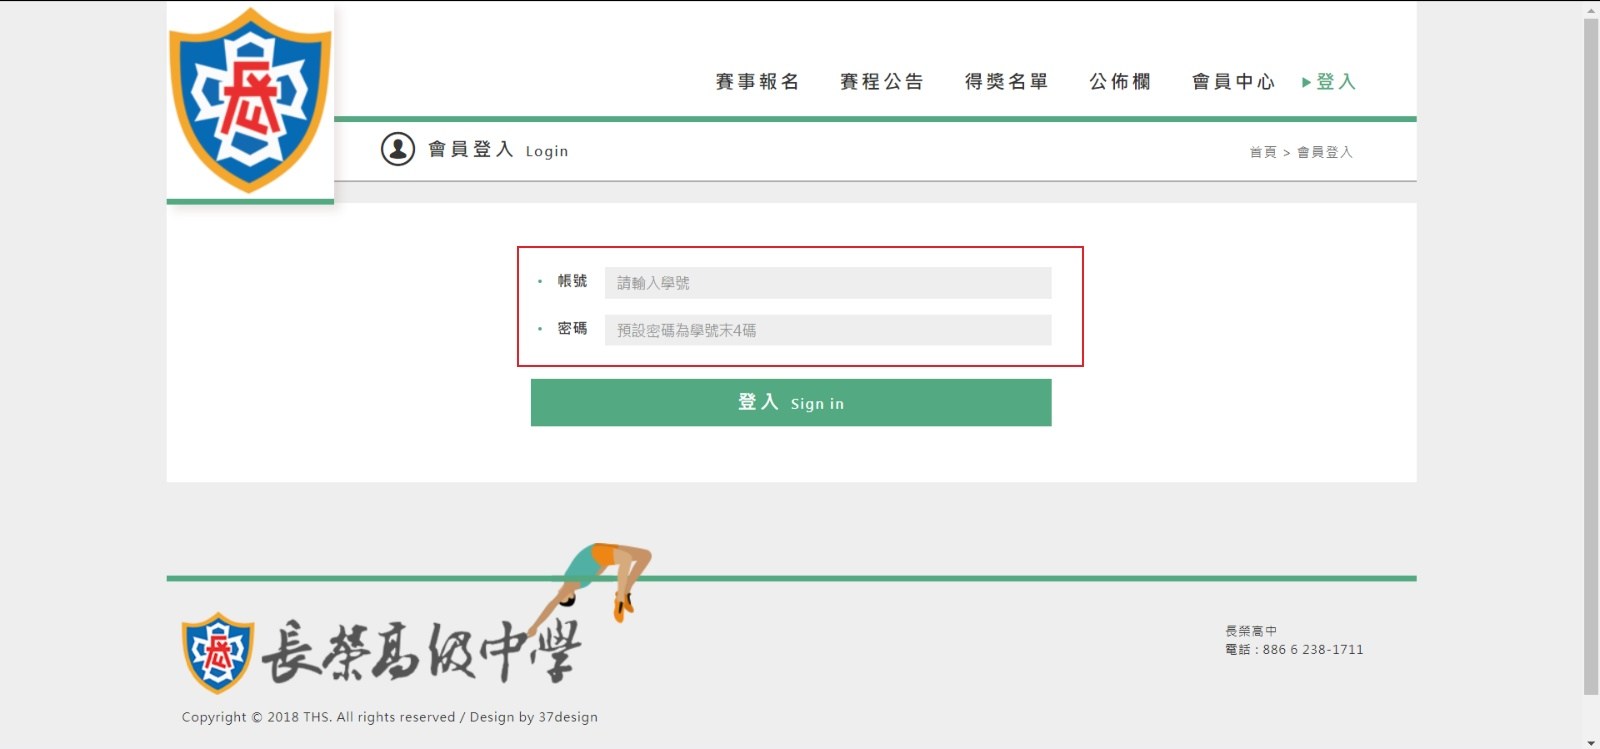 賽事報名 賽程公告 得獎名單 公佈欄 會員中心 登入
會員登入 Login
首頁 > 會員登入
帳號 請輸入學號
密碼 預設密碼為學號末4碼
登入 Sign in
長榮高級中學
長榮高中
電話 : 886 6 238-1711
Copyright © 2018 THS. All rights reserved / Design by 37design